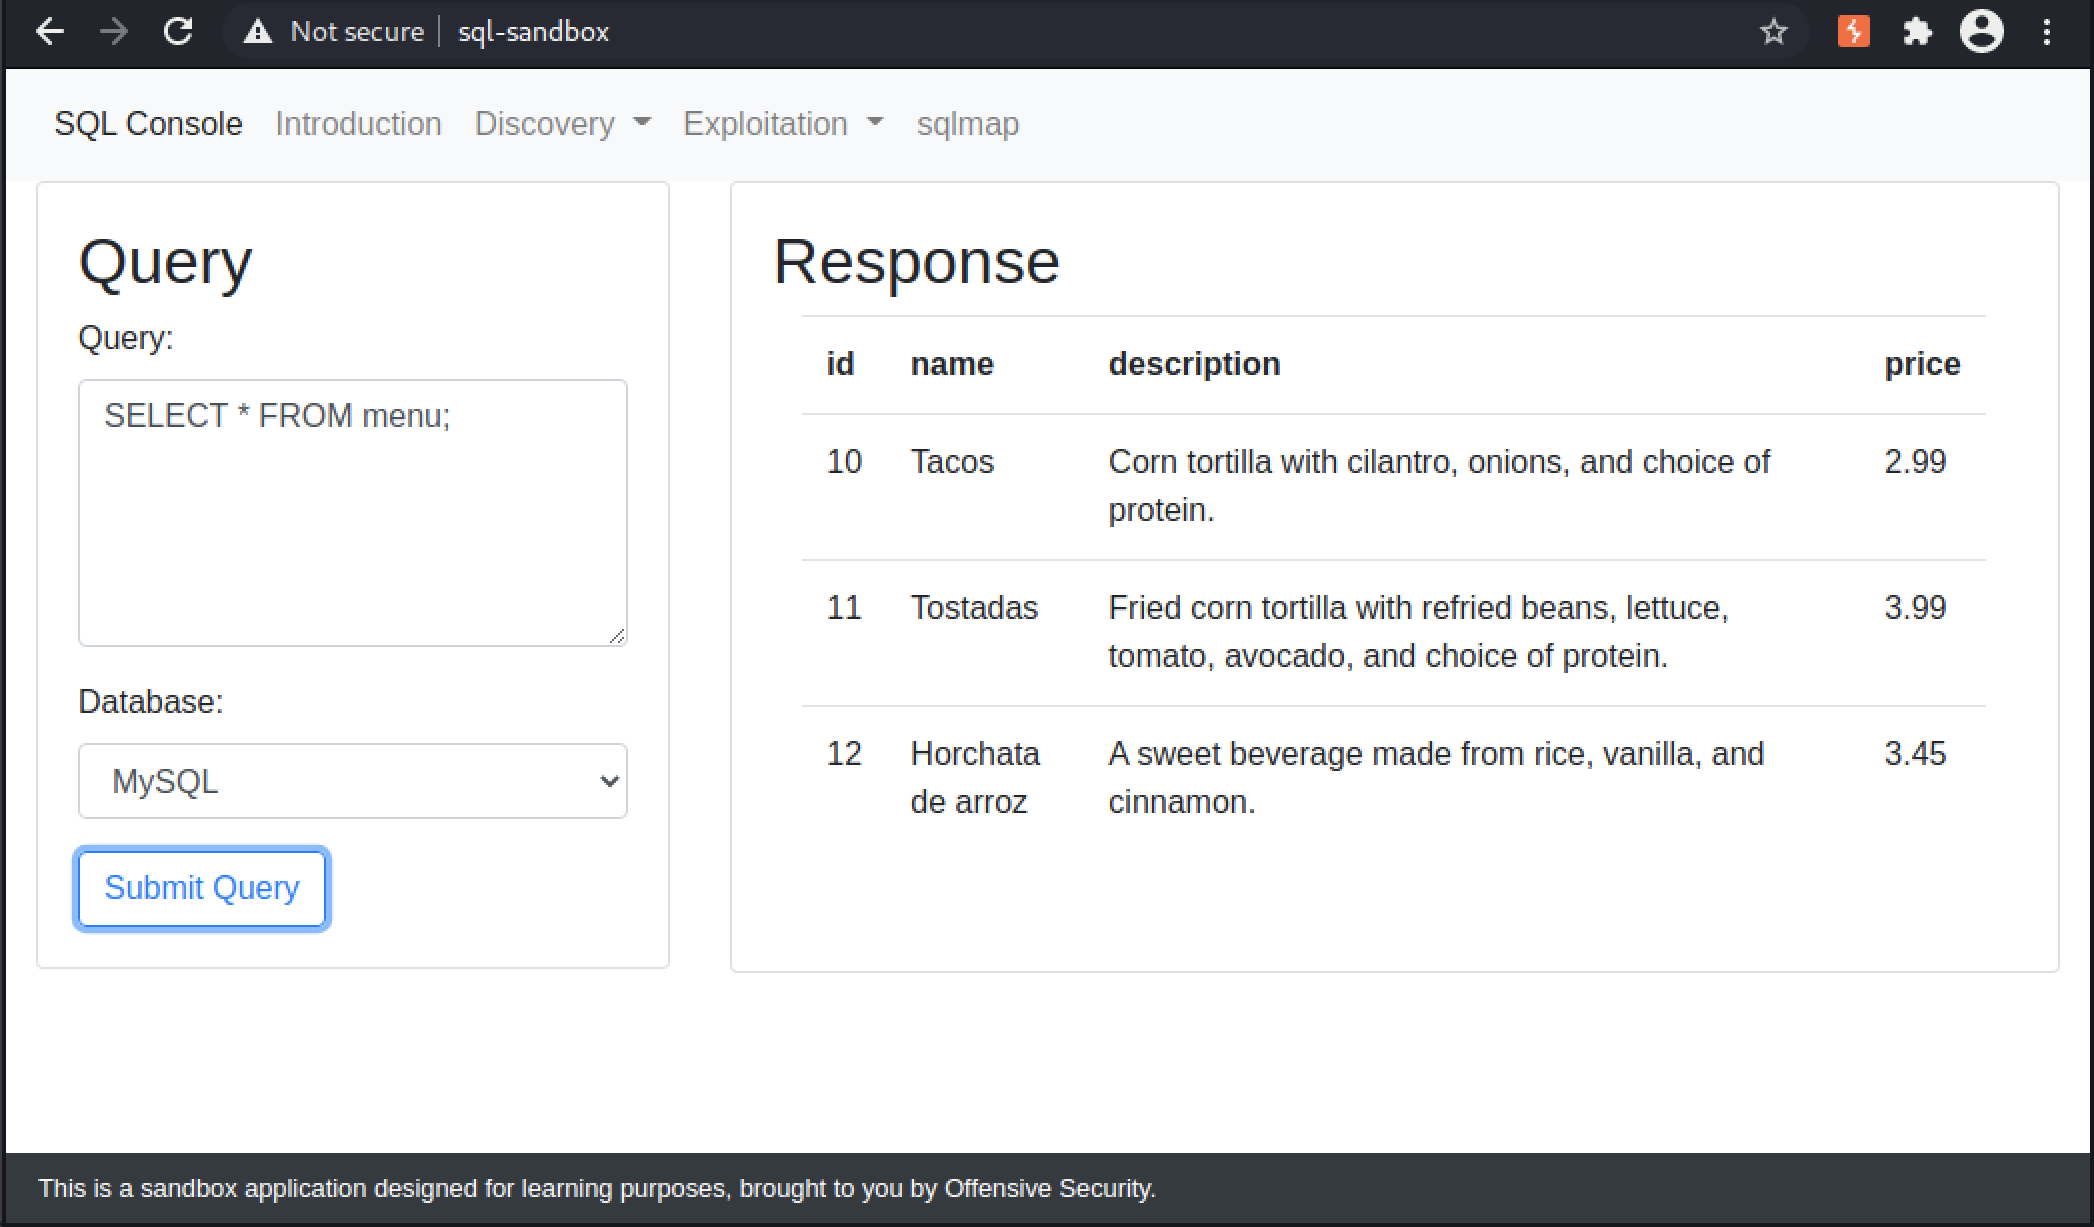 Not secure sql-sandbox
SQL Console Introduction Discovery Exploitation sqlmap
Query
Query:
SELECT * FROM menu;
Database:
MySQL
Submit Query
Response
id name description price
10 Tacos Corn tortilla with cilantro, onions, and choice of 2.99
protein.
11 Tostadas Fried corn tortilla with refried beans, lettuce, 3.99
tomato, avocado, and choice of protein.
12 Horchata A sweet beverage made from rice, vanilla, and 3.45
de arroz cinnamon.
This is a sandbox application designed for learning purposes, brought to you by Offensive Security.